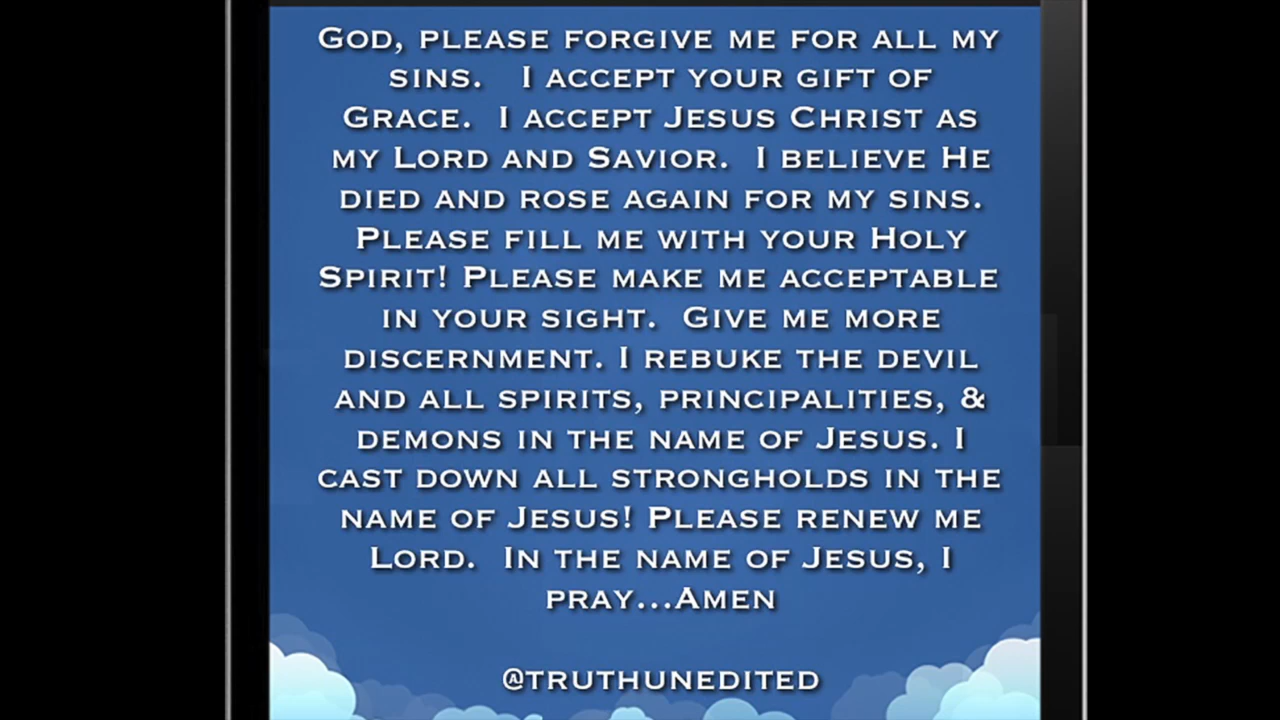 God, please forgive me for all my
sins. I accept your gift of
Grace. I accept Jesus Christ as
my Lord and Savior. I believe He
died and rose again for my sins.
Please fill me with your Holy
Spirit! Please make me acceptable
in your sight. Give me more
discernment. I rebuke the devil
and all spirits, principalities, &
demons in the name of Jesus. I
cast down all strongholds in the
name of Jesus! Please renew me
Lord. In the name of Jesus, I
pray...Amen
@truthunedited